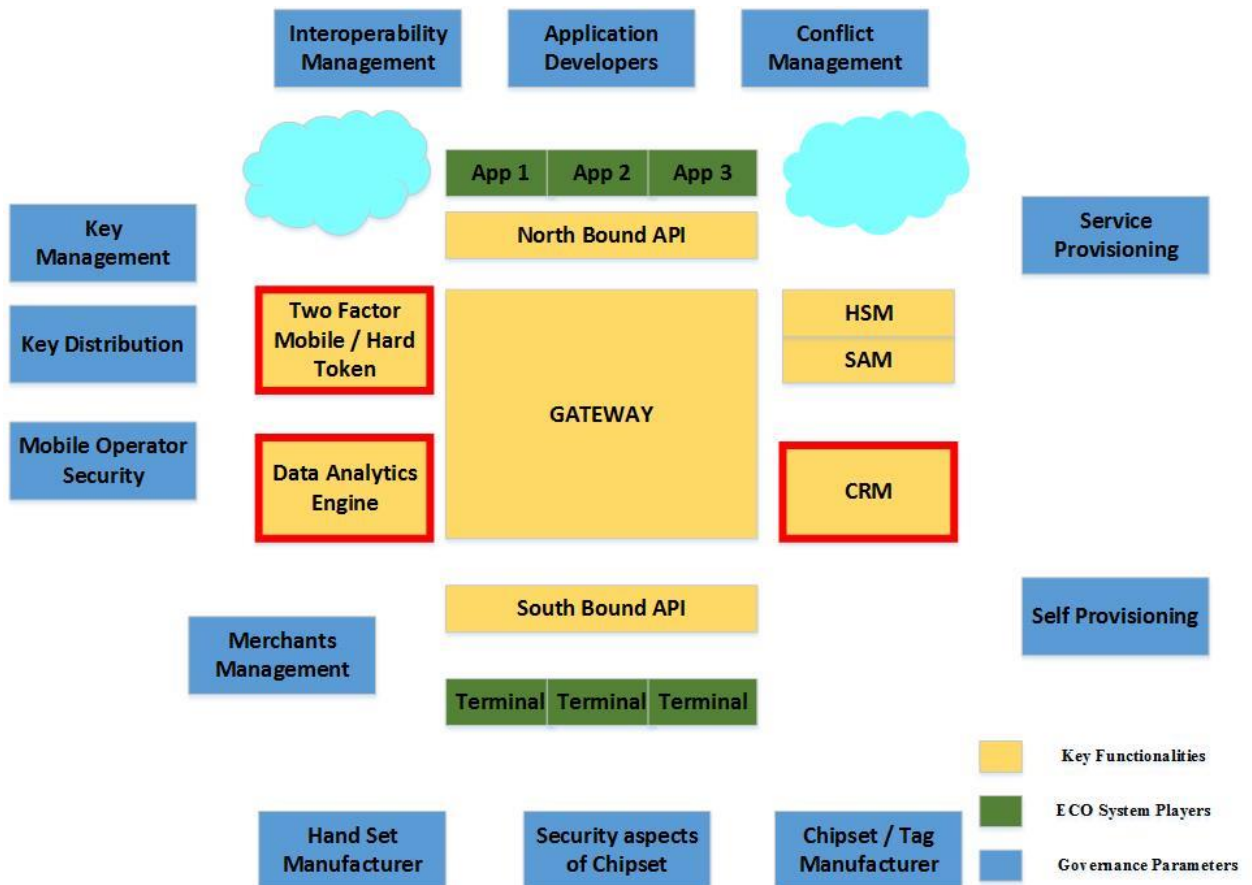 Interoperability
Management
Application
Developers
Conflict
Management
App 1
App 2
App 3
Key
Management
North Bound API
Service
Provisioning
Key Distribution
Two Factor
Mobile / Hard
Token
HSM
SAM
GATEWAY
Mobile Operator
Security
Data Analytics
Engine
CRM
South Bound API
Self Provisioning
Merchants
Management
Terminal
Terminal
Terminal
Key Functionalities
ECO System Players
Governance Parameters
Hand Set
Manufacturer
Security aspects
of Chipset
Chipset / Tag
Manufacturer